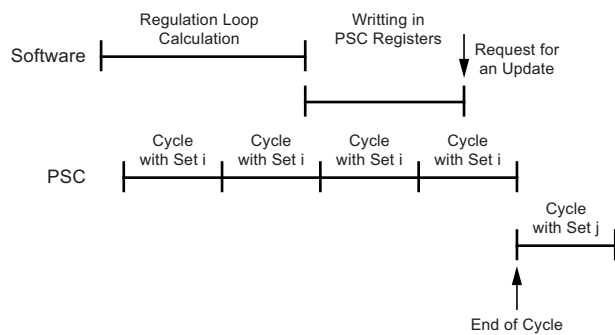 Regulation Loop
Calculation
Writting in
PSC Registers
Software
Request for
an Update
Cycle
with Set i
Cycle
with Set i
Cycle
with Set i
Cycle
with Set i
PSC
Cycle
with Set j
End of Cycle